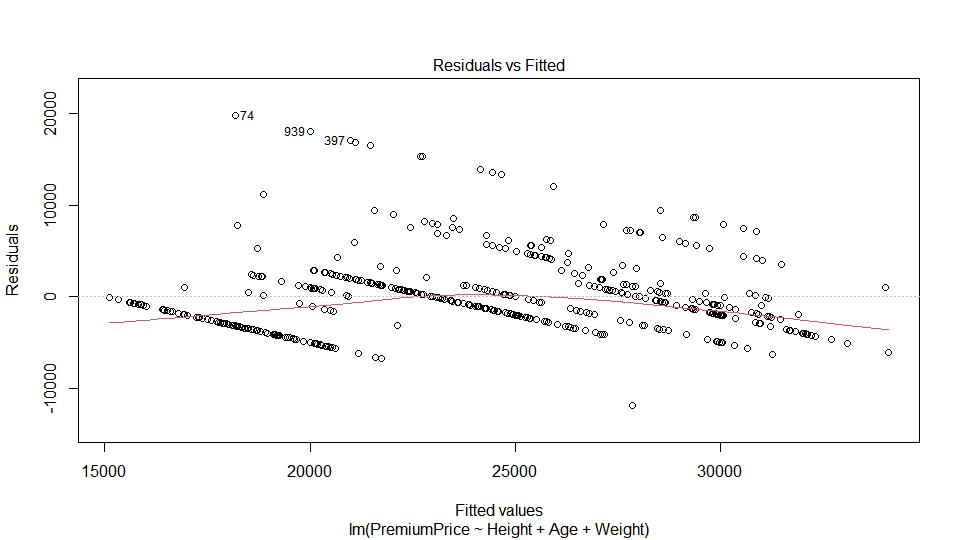 Residuals vs Fitted
Residuals
20000
10000
0
-10000
74
939
397
15000
20000
25000
30000
Fitted values
lm(PremiumPrice ~ Height + Age + Weight)